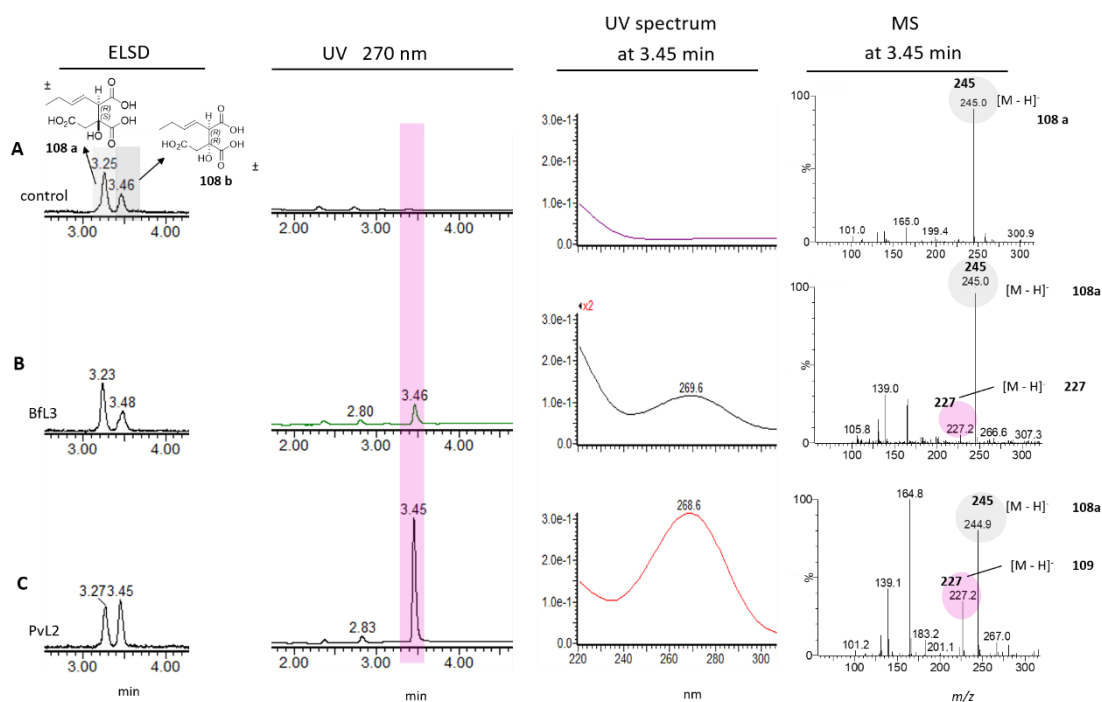 ELSD
UV 270 nm
UV spectrum
at 3.45 min
MS
at 3.45 min
±
H
O
OH
(R)
(S)
OH
HO₂C
HO
O
108 a
H
O
OH
(R)
(R)
OH
HO₂C
OH
O
±
108 b
A
control
3.25
3.46
3.00
4.00
2.00
3.00
4.00
3.0e-1
2.0e-1
1.0e-1
0.0
100
%
245
245.0
[M - H]-
108 a
101.0
165.0
199.4
300.9
100
150
200
250
300
B
BfL3
3.23
3.48
3.00
4.00
2.80
3.46
2.00
3.00
4.00
x2
3.0e-1
2.0e-1
1.0e-1
0.0
269.6
100
%
245
245.0
[M - H]-
108a
[M - H]-
227
227
227.2
139.0
105.8
266.6
307.3
100
150
200
250
300
C
PvL2
3.27
3.45
3.00
4.00
min
2.83
3.45
2.00
3.00
4.00
min
3.0e-1
2.0e-1
1.0e-1
0.0
268.6
220
240
260
280
300
nm
100
%
164.8
245
244.9
[M - H]-
108a
[M - H]-
109
227
227.2
139.1
101.2
183.2
201.1
267.0
100
150
200
250
300
m/z